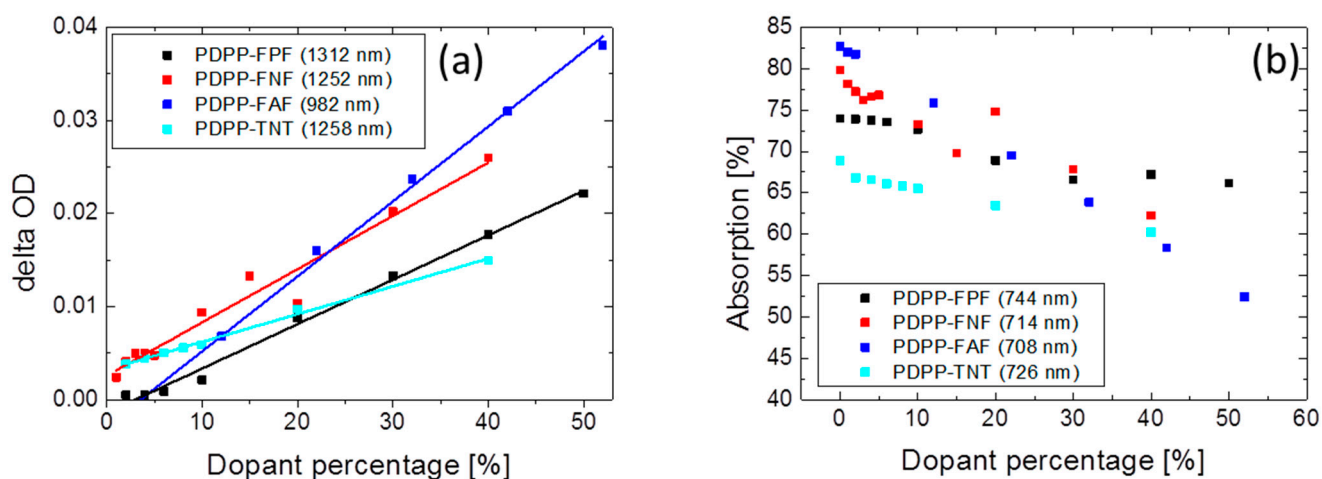 0.04
0.03
0.02
0.01
0.00
delta OD
PDPP-FPF (1312 nm)
PDPP-FNF (1252 nm)
PDPP-FAF (982 nm)
PDPP-TNT (1258 nm)
(a)
0 10 20 30 40 50
Dopant percentage [%]
85
80
75
70
65
60
55
50
45
40
Absorption [%]
(b)
PDPP-FPF (744 nm)
PDPP-FNF (714 nm)
PDPP-FAF (708 nm)
PDPP-TNT (726 nm)
0 10 20 30 40 50 60
Dopant percentage [%]